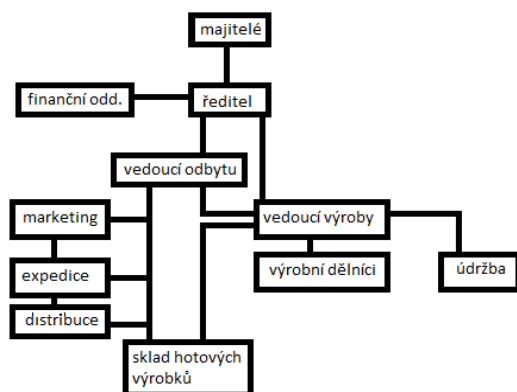 majitelé
finanční odd.
ředitel
vedoucí odbytu
marketing
vedoucí výroby
expedice
výrobní dělníci
údržba
distribuce
sklad hotových
výrobků